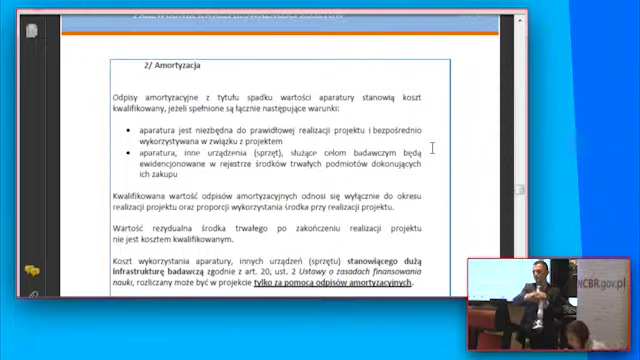 PRZEWODNIK KWALIFIKOWALNOŚCI KOSZTÓW
2/ Amortyzacja
Odpisy amortyzacyjne z tytułu spadku wartości aparatury stanowią koszt
kwalifikowany, jeżeli spełnione są łącznie następujące warunki:
• aparatura jest niezbędna do prawidłowej realizacji projektu i bezpośrednio
wykorzystywana w związku z projektem
• aparatura, inne urządzenia (sprzęt), służące celom badawczym będą
ewidencjonowane w rejestrze środków trwałych podmiotów dokonujących
ich zakupu
Kwalifikowana wartość odpisów amortyzacyjnych odnosi się wyłącznie do okresu
realizacji projektu oraz proporcji wykorzystania środka przy realizacji projektu.
Wartość rezydualna środka trwałego po zakończeniu realizacji projektu
nie jest kosztem kwalifikowanym.
Koszt wykorzystania aparatury, innych urządzeń (sprzętu) stanowiącego dużą
infrastrukturę badawczą zgodnie z art. 20, ust. 2 Ustawy o zasadach finansowania
nauki, rozliczany może być w projekcie tylko za pomocą odpisów amortyzacyjnych.
NCBR.gov.pl